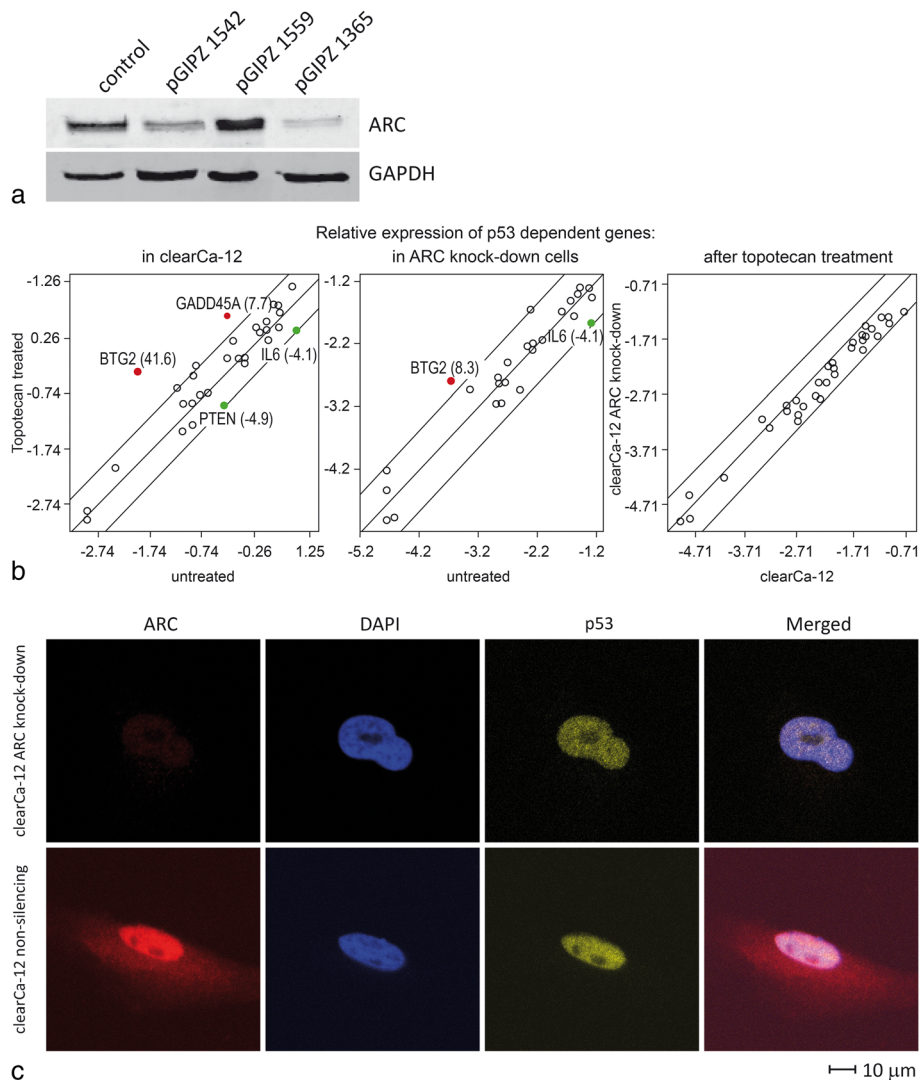 control
pGIPZ 1542
pGIPZ 1559
pGIPZ 1365
ARC
GAPDH
a
Relative expression of p53 dependent genes:
in clearCa-12
in ARC knock-down cells
after topotecan treatment
Topotecan treated
-1.26
0.26
-0.74
-1.74
-2.74
GADD45A (7.7)
BTG2 (41.6)
IL6 (-4.1)
PTEN (-4.9)
-2.74
-1.74
-0.74
-0.26
1.25
untreated
-1.2
-2.2
-3.2
-4.2
BTG2 (8.3)
IL6 (-4.1)
-5.2
-4.2
-3.2
-2.2
-1.2
untreated
clearCa-12 ARC knock-down
-0.71
-1.71
-2.71
-3.71
-4.71
-4.71
-3.71
-2.71
-1.71
-0.71
clearCa-12
b
ARC
DAPI
p53
Merged
clearCa-12 ARC knock-down
clearCa-12 non-silencing
c
10 µm